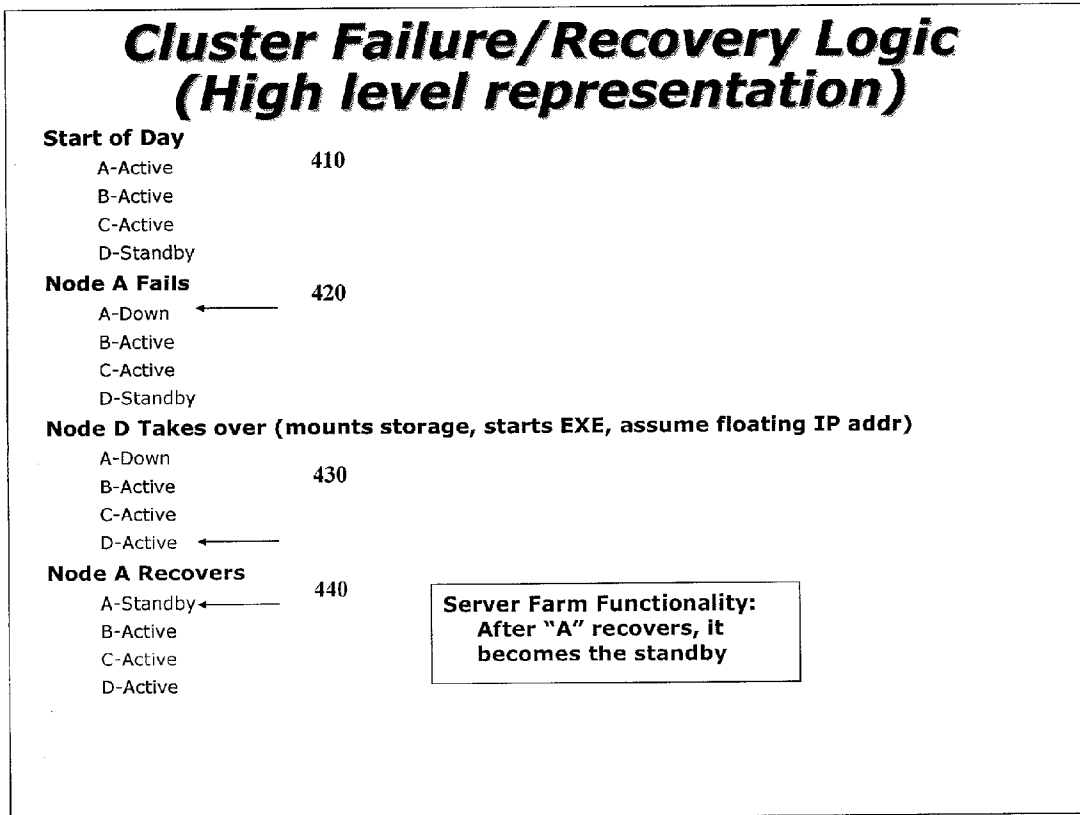 Cluster Failure/Recovery Logic
(High level representation)
Start of Day
A-Active
410
B-Active
C-Active
D-Standby
Node A Fails
420
A-Down
B-Active
C-Active
D-Standby
Node D Takes over (mounts storage, starts EXE, assume floating IP addr)
A-Down
430
B-Active
C-Active
D-Active
Node A Recovers
440
A-Standby
B-Active
C-Active
D-Active
Server Farm Functionality:
After "A" recovers, it
becomes the standby